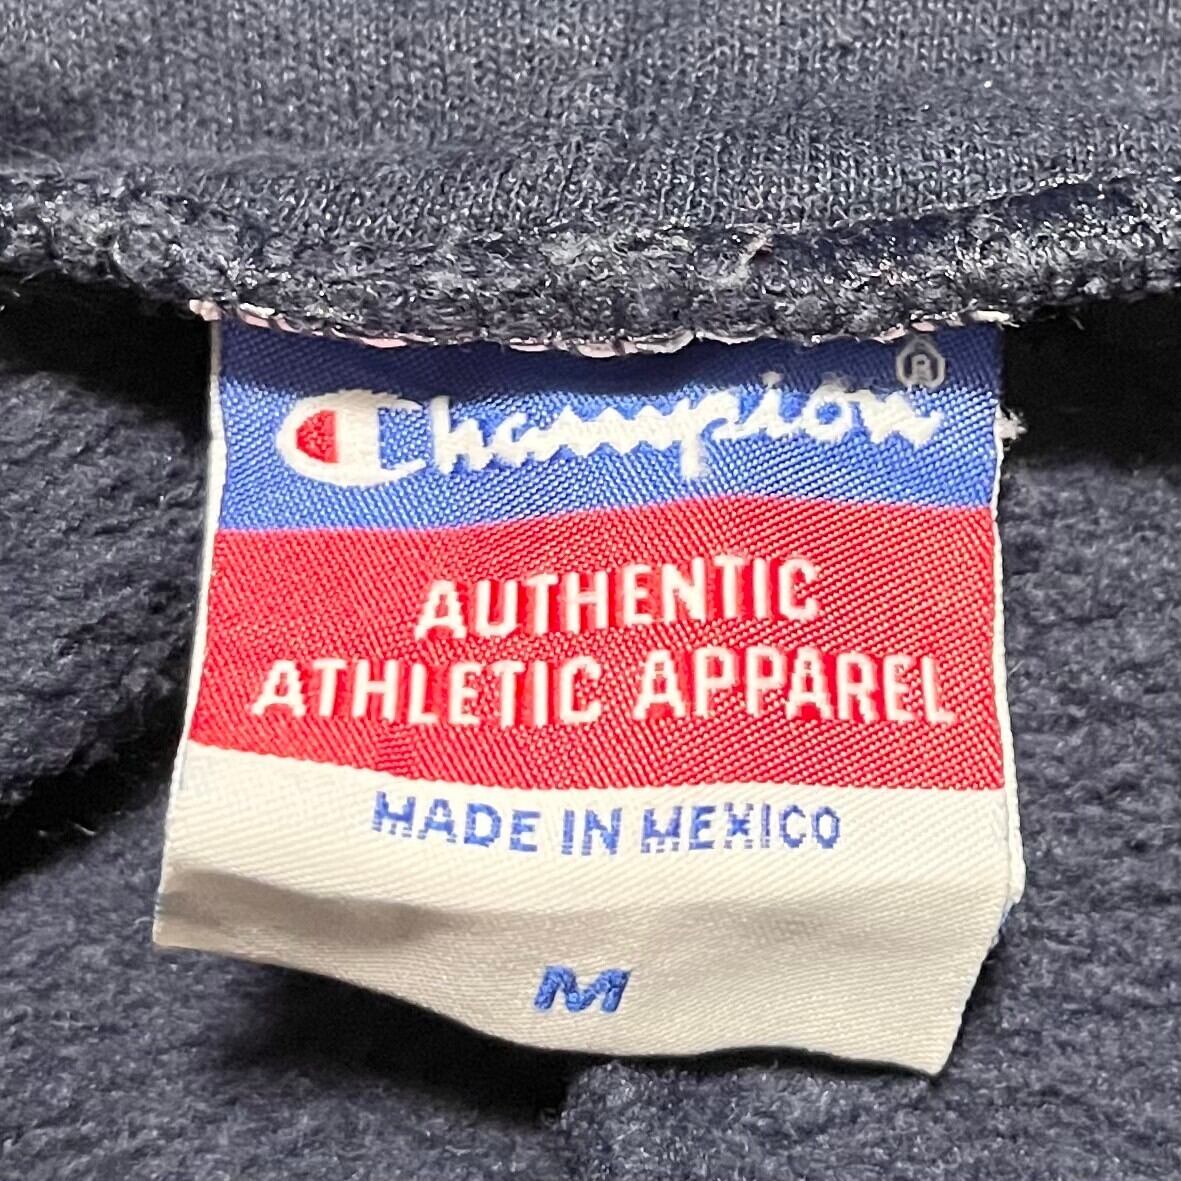 Champion®
AUTHENTIC
ATHLETIC APPAREL
MADE IN MEXICO
M